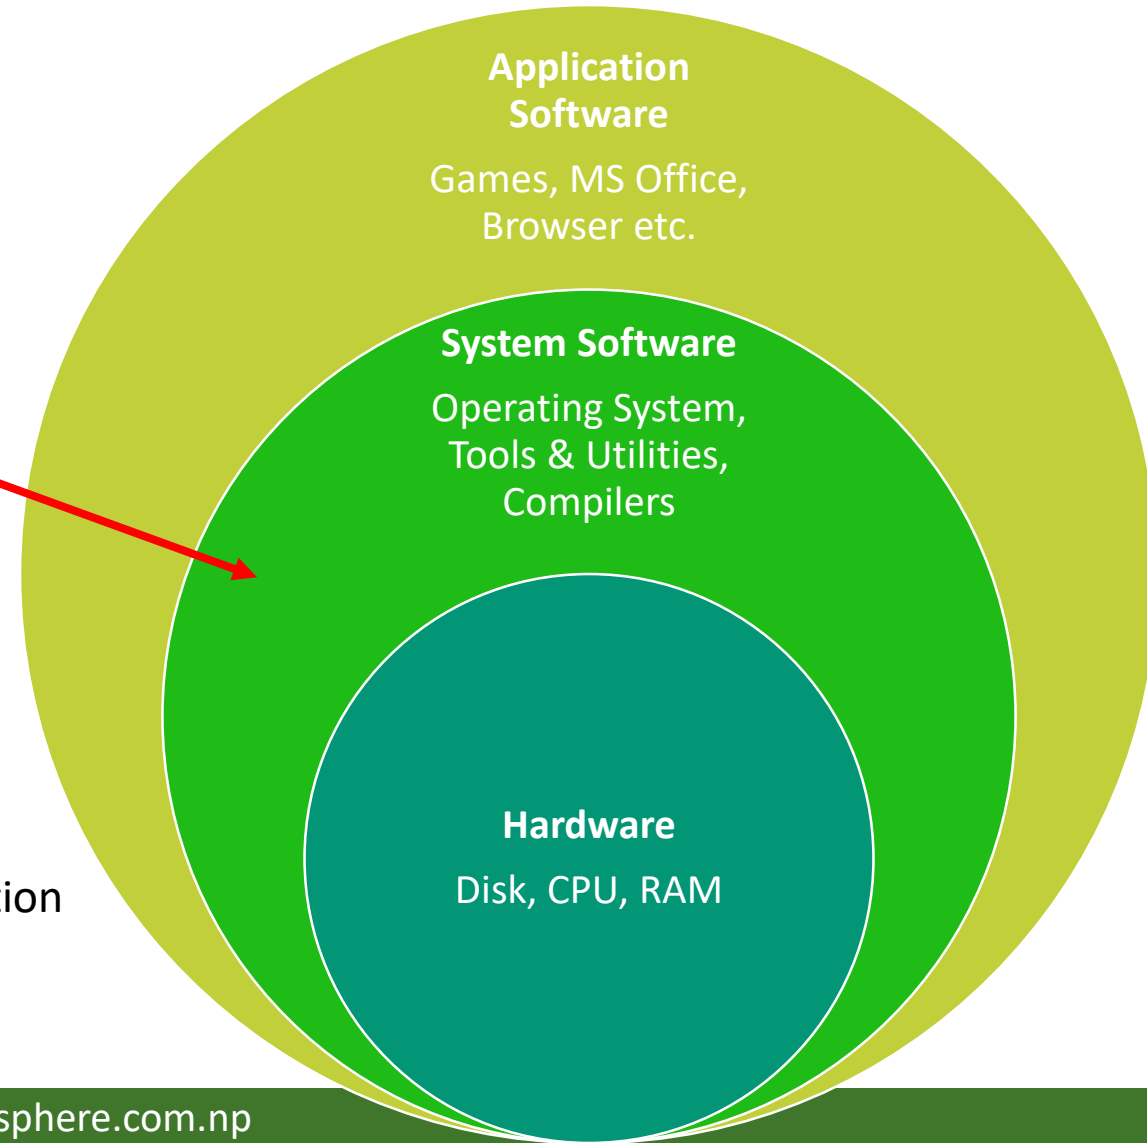 Application
Software
Games, MS Office,
Browser etc.
System Software
Operating System,
Tools & Utilities,
Compilers
Hardware
Disk, CPU, RAM
tion
sphere.com.np